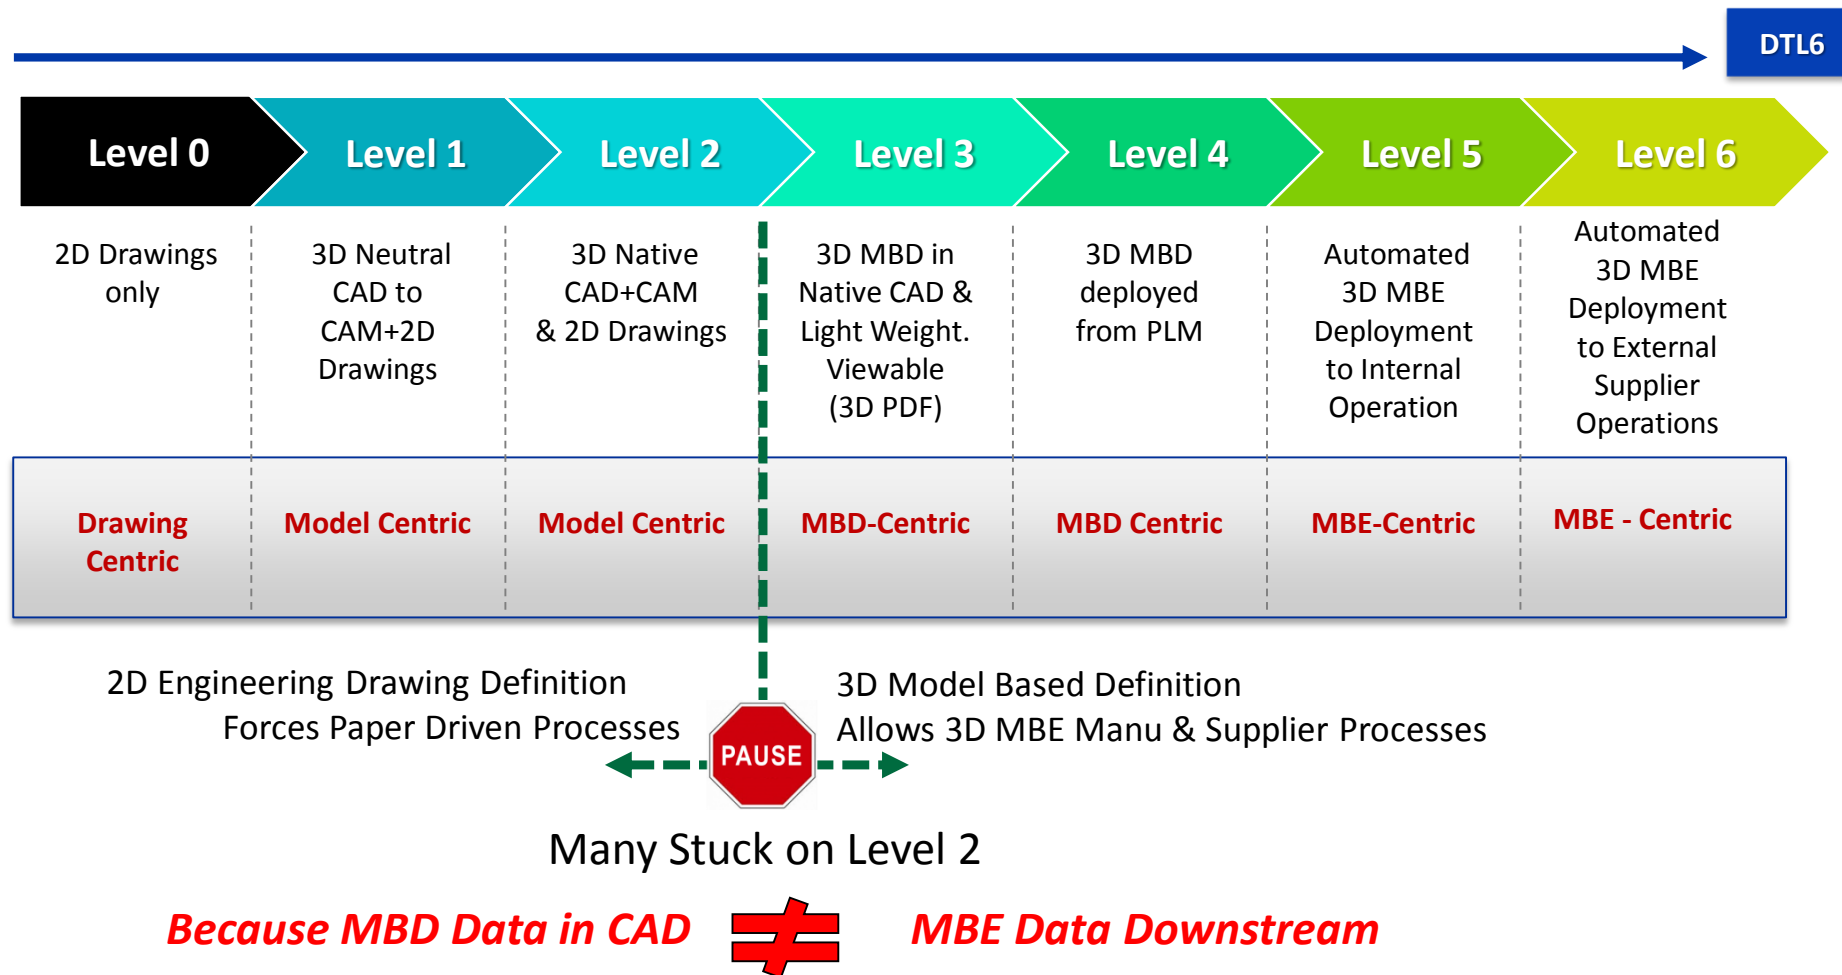 DTL6
Level 0
Level 1
Level 2
Level 3
Level 4
Level 5
Level 6
2D Drawings
only
3D Neutral
CAD to
CAM+2D
Drawings
3D Native
CAD+CAM
& 2D Drawings
3D MBD in
Native CAD &
Light Weight.
Viewable
(3D PDF)
3D MBD
deployed
from PLM
Automated
3D MBE
Deployment
to Internal
Operation
Automated
3D MBE
Deployment
to External
Supplier
Operations
Drawing
Centric
Model Centric
Model Centric
MBD-Centric
MBD Centric
MBE-Centric
MBE - Centric
2D Engineering Drawing Definition
Forces Paper Driven Processes
3D Model Based Definition
Allows 3D MBE Manu & Supplier Processes
PAUSE
Many Stuck on Level 2
Because MBD Data in CAD
MBE Data Downstream